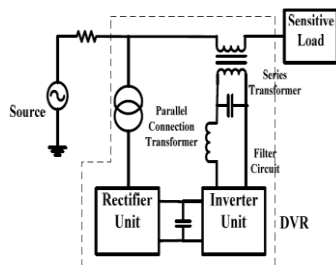 Sensitive
Load
Source
Series
Transformer
Parallel
Connection
Transformer
Filter
Circuit
Rectifier
Unit
Inverter
Unit
DVR